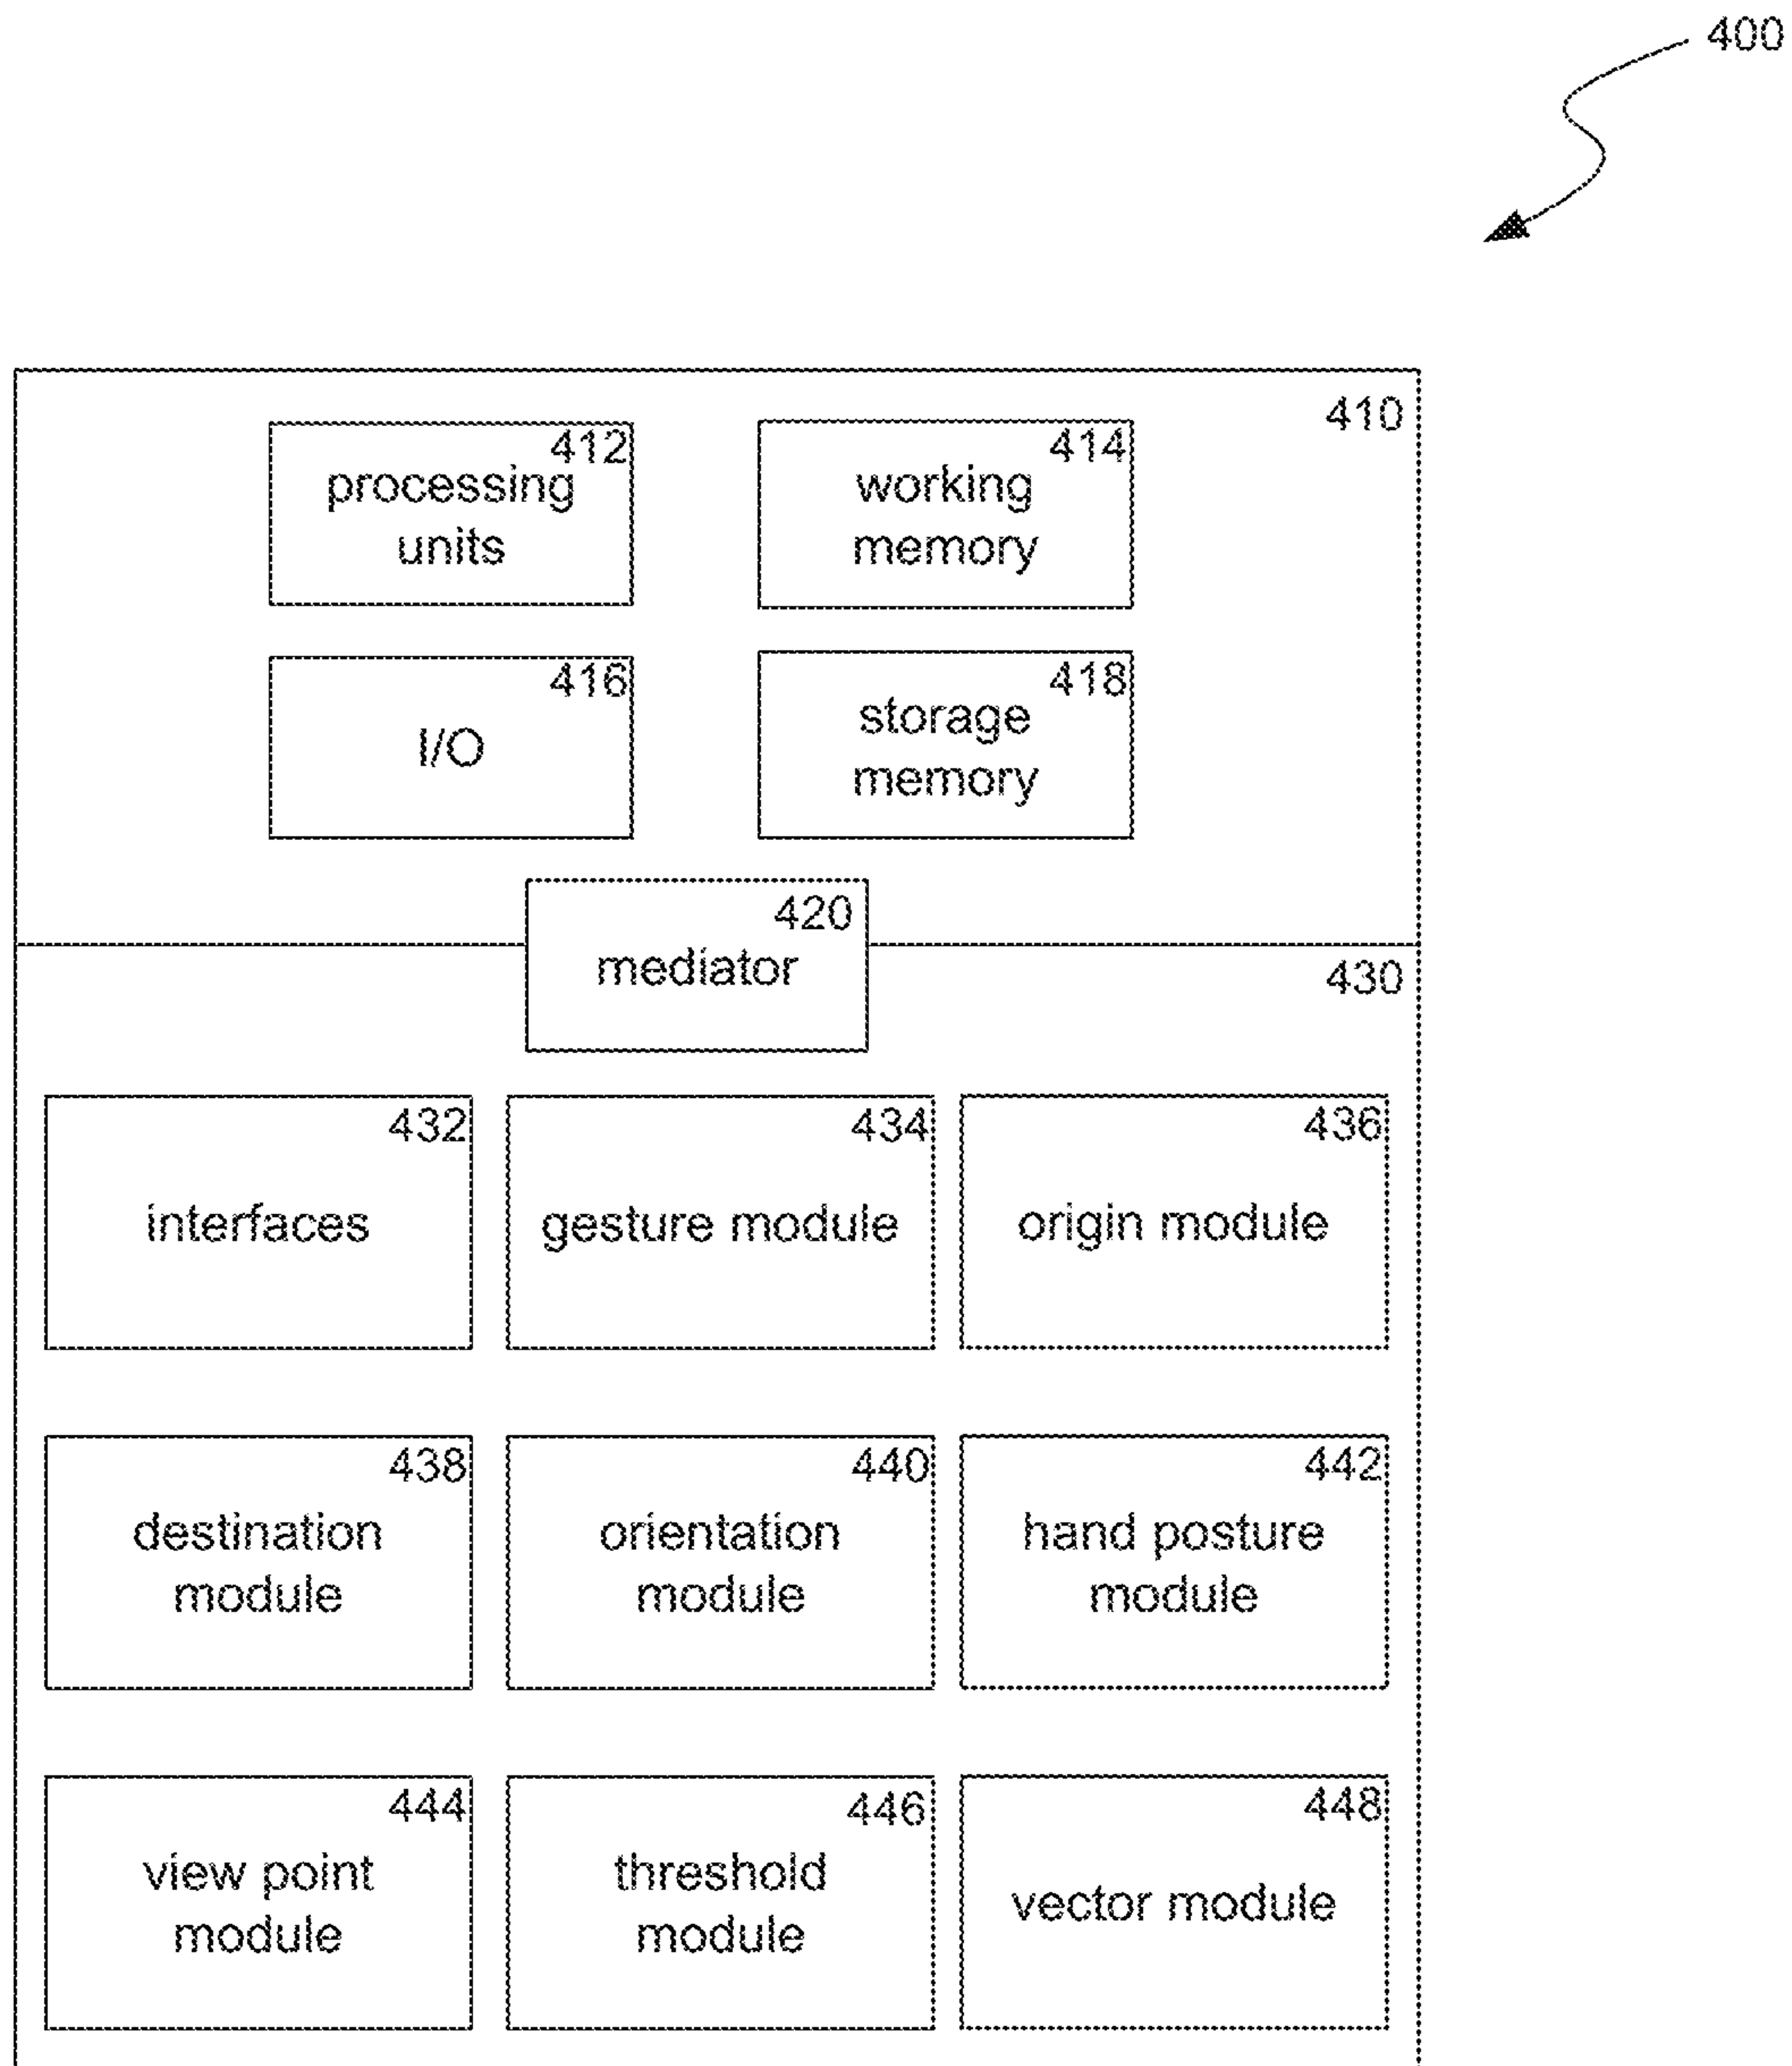 400
410
412
processing
units
414
working
memory
416
I/O
418
storage
memory
420
mediator
430
432
interfaces
434
gesture module
436
origin module
438
destination
module
440
orientation
module
442
hand posture
module
444
view point
module
446
threshold
module
448
vector module